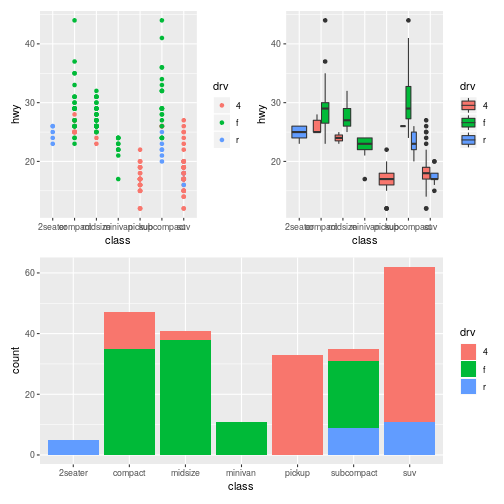 40
30
20
hwy
2seater compact midsize minivan pickup subcompact suv
class
drv
4
f
r
40
30
20
hwy
2seater compact midsize minivan pickup subcompact suv
class
drv
4
f
r
60
40
20
0
count
2seater compact midsize minivan pickup subcompact suv
class
drv
4
f
r